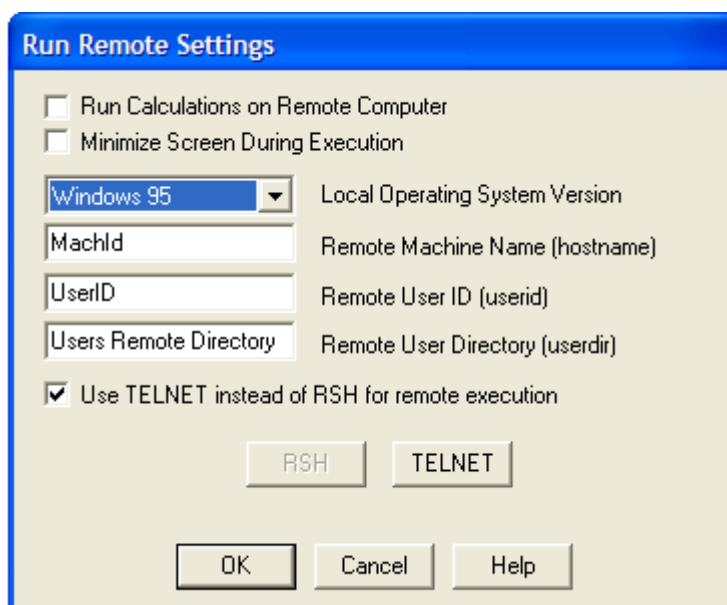 Run Remote Settings
Run Calculations on Remote Computer
Minimize Screen During Execution
Windows 95 Local Operating System Version
MachId Remote Machine Name (hostname)
UserID Remote User ID (userid)
Users Remote Directory Remote User Directory (userdir)
Use TELNET instead of RSH for remote execution
RSH TELNET
OK Cancel Help